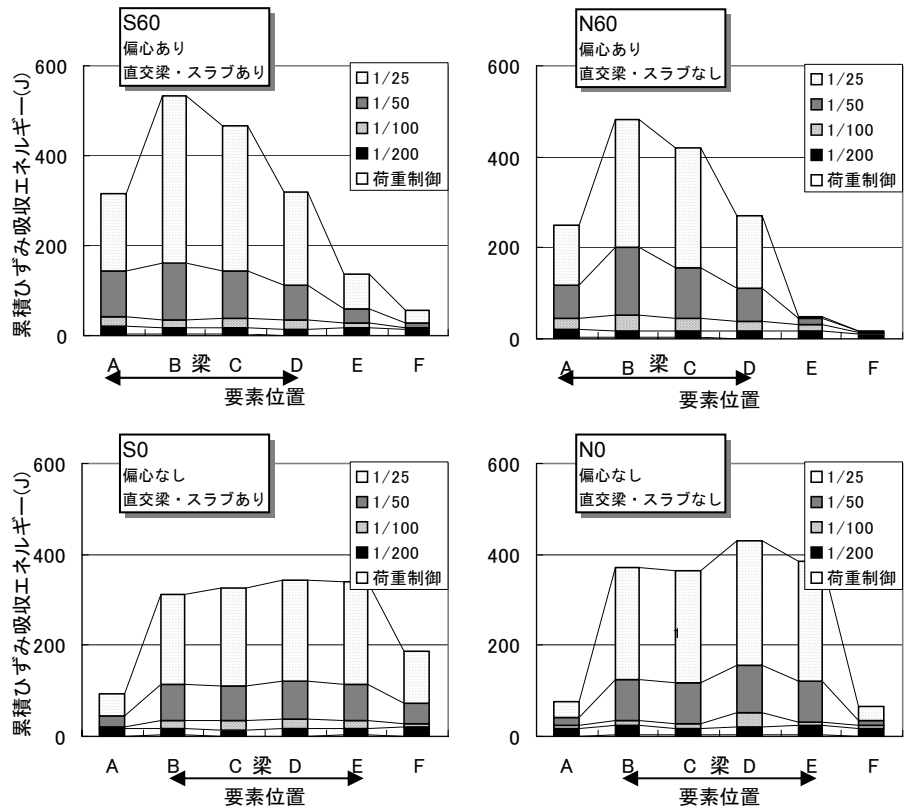 S60
偏心あり
直交梁・スラブあり
累積ひずみ吸収エネルギー(J)
600
400
200
0
1/25
1/50
1/100
1/200
荷重制御
A B 梁 C D E F
要素位置
N60
偏心あり
直交梁・スラブなし
600
400
200
0
1/25
1/50
1/100
1/200
荷重制御
A B 梁 C D E F
要素位置
S0
偏心なし
直交梁・スラブあり
累積ひずみ吸収エネルギー(J)
600
400
200
0
1/25
1/50
1/100
1/200
荷重制御
A B C 梁 D E F
要素位置
N0
偏心なし
直交梁・スラブなし
600
400
200
0
1/25
1/50
1/100
1/200
荷重制御
1
A B C 梁 D E F
要素位置